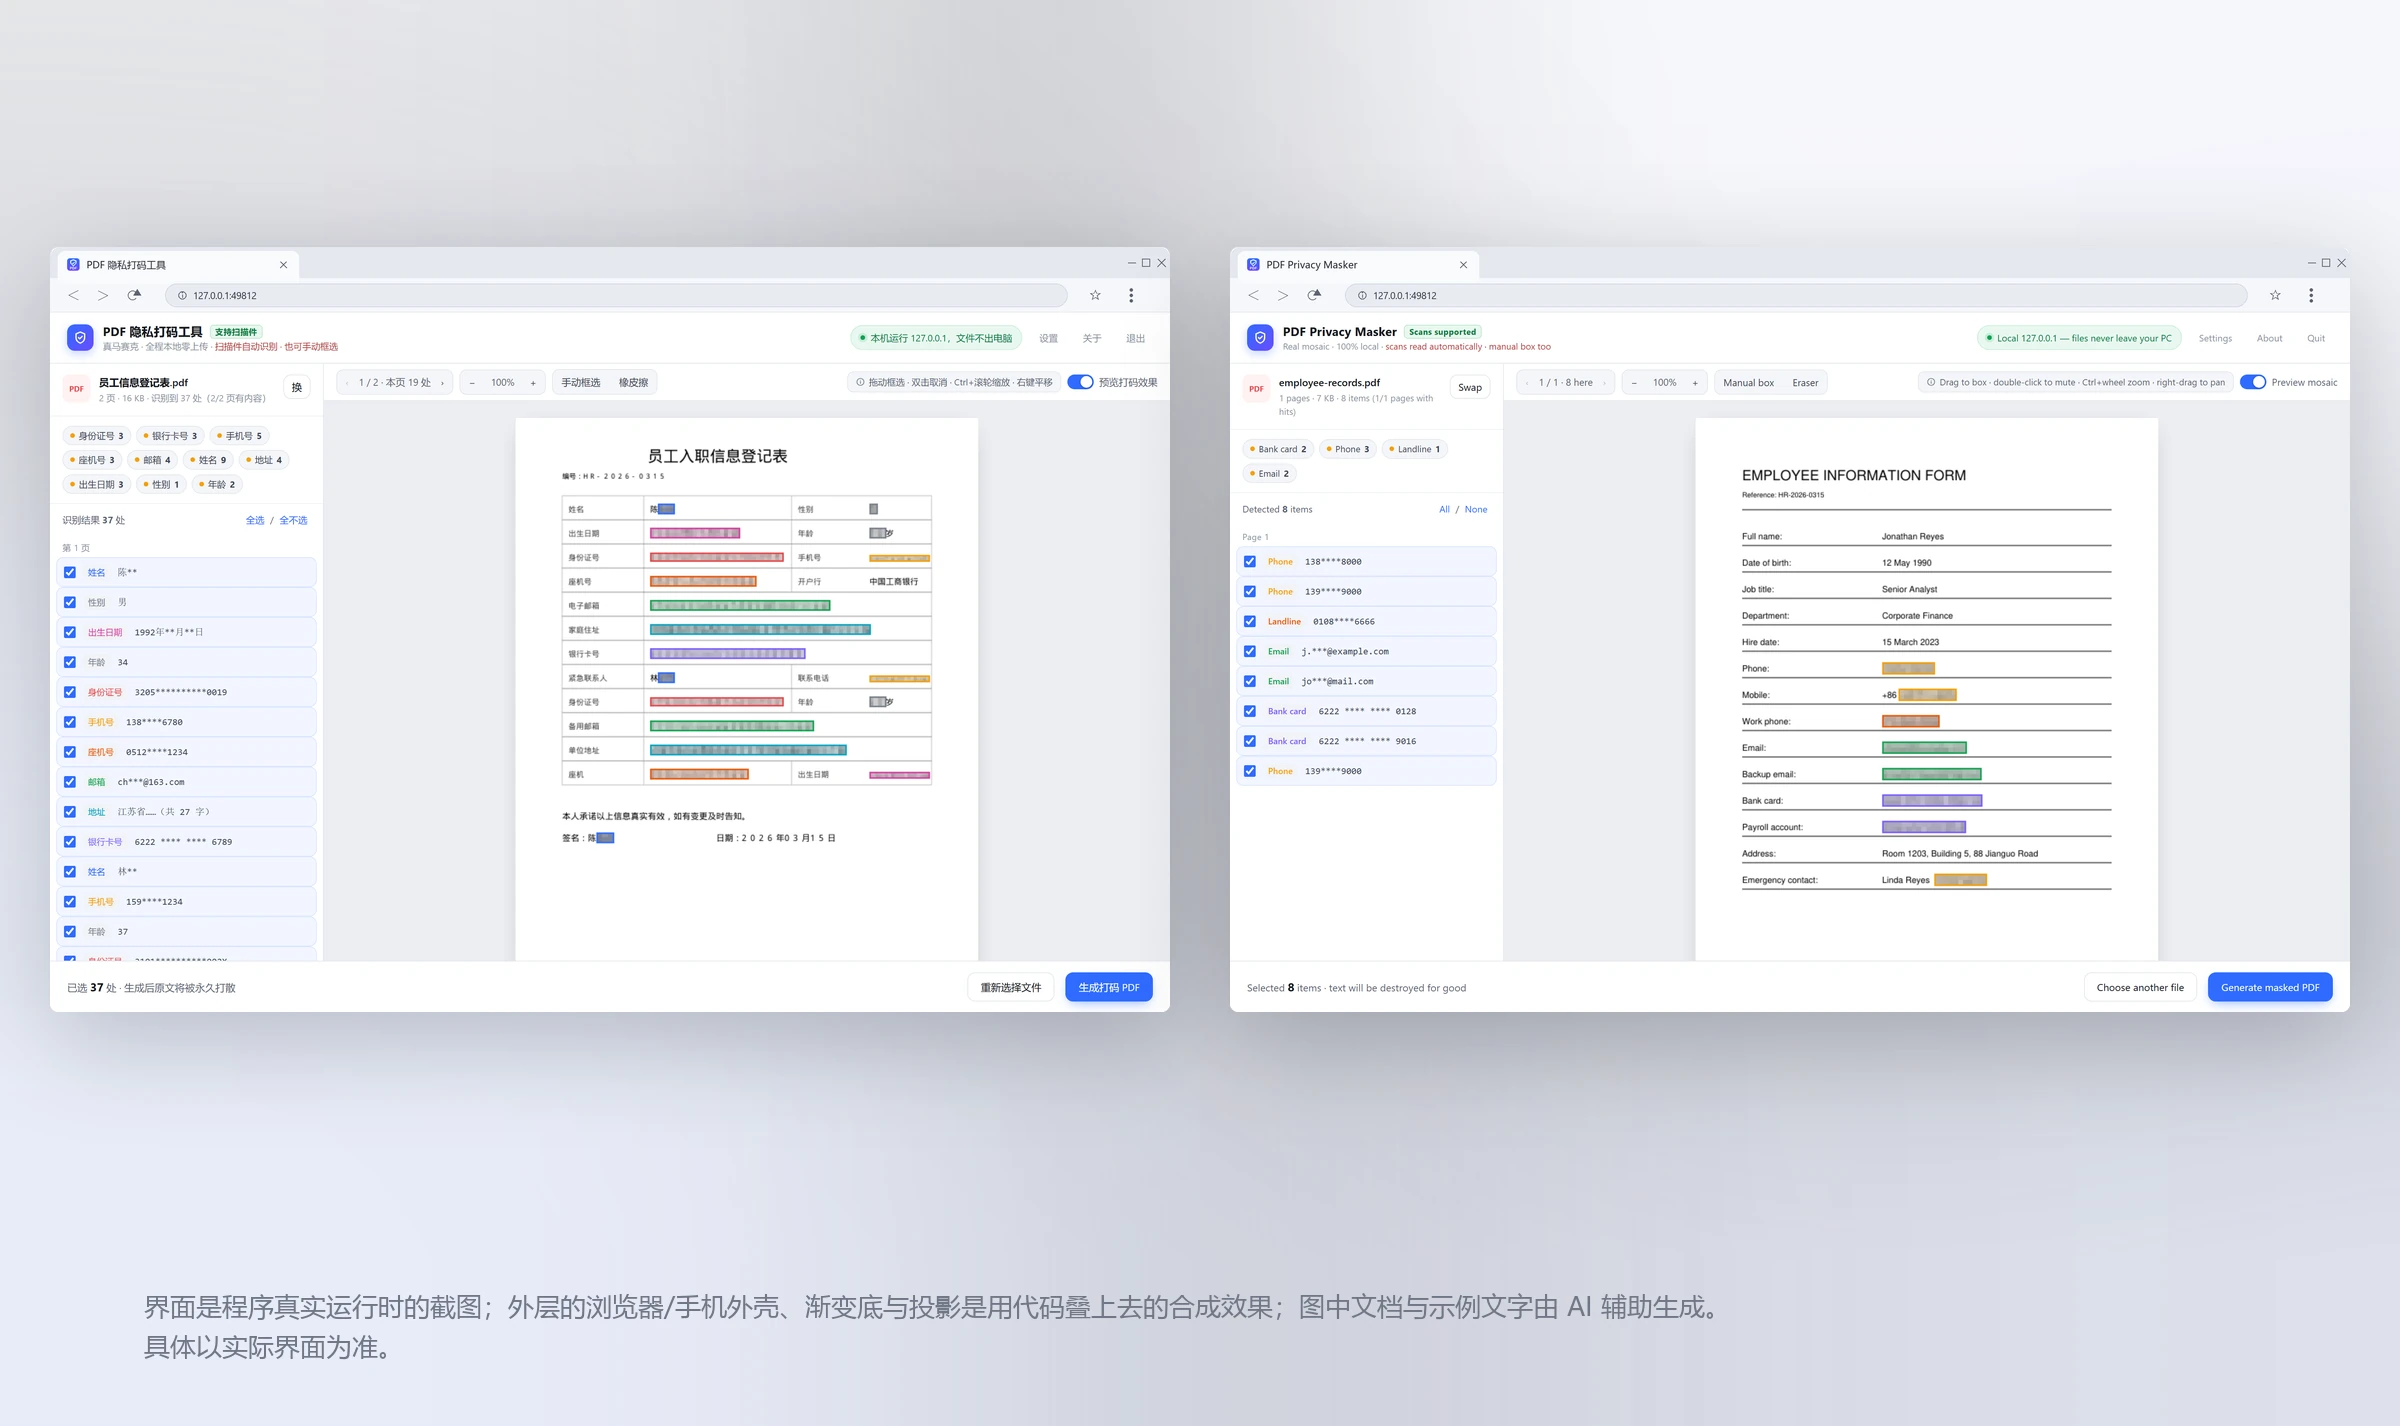 PDF 隐私打码工具
127.0.0.1:49812
PDF 隐私打码工具 支持扫描件
真马赛克 · 全程本地零上传 · 扫描件自动识别 · 也可手动框选
本机运行 127.0.0.1，文件不出电脑 设置 关于 退出
PDF 员工信息登记表.pdf 换
2 页 · 16 KB · 识别到 37 处（2/2 页有内容）
1 / 2 · 本页 19 处 − 100% + 手动框选 橡皮擦
拖动框选 · 双击取消 · Ctrl+滚轮缩放 · 右键平移 预览打码效果
身份证号 3 银行卡号 3 手机号 5
座机号 3 邮箱 4 姓名 9 地址 4
出生日期 3 性别 1 年龄 2
识别结果 37 处 全选 / 全不选
第 1 页
姓名 陈**
性别 男
出生日期 1992年**月**日
年龄 34
身份证号 3205**********0019
手机号 138****6780
座机号 0512****1234
邮箱 ch***@163.com
地址 江苏省……（共 27 字）
银行卡号 6222 **** **** 6789
姓名 林**
手机号 159****1234
年龄 37
员工入职信息登记表
编号：HR-2026-0315
姓名 陈 性别
出生日期 年龄 岁
身份证号 手机号
座机号 开户行 中国工商银行
电子邮箱
家庭住址
银行卡号
紧急联系人 林 联系电话
身份证号 年龄 岁
备用邮箱
单位地址
座机 出生日期
本人承诺以上信息真实有效，如有变更及时告知。
签名：陈 日期：2026年03月15日
已选 37 处 · 生成后原文将被永久打散 重新选择文件 生成打码 PDF
PDF Privacy Masker
127.0.0.1:49812
PDF Privacy Masker Scans supported
Real mosaic · 100% local · scans read automatically · manual box too
Local 127.0.0.1 — files never leave your PC Settings About Quit
PDF employee-records.pdf Swap
1 pages · 7 KB · 8 items (1/1 pages with
hits)
1 / 1 · 8 here − 100% + Manual box Eraser
Drag to box · double-click to mute · Ctrl+wheel zoom · right-drag to pan Preview mosaic
Bank card 2 Phone 3 Landline 1
Email 2
Detected 8 items All / None
Page 1
Phone 138****8000
Phone 139****9000
Landline 0108****6666
Email j.***@example.com
Email jo***@mail.com
Bank card 6222 **** **** 0128
Bank card 6222 **** **** 9016
Phone 139****9000
EMPLOYEE INFORMATION FORM
Reference: HR-2026-0315
Full name: Jonathan Reyes
Date of birth: 12 May 1990
Job title: Senior Analyst
Department: Corporate Finance
Hire date: 15 March 2023
Phone:
Mobile: +86
Work phone:
Email:
Backup email:
Bank card:
Payroll account:
Address: Room 1203, Building 5, 88 Jianguo Road
Emergency contact: Linda Reyes
Selected 8 items · text will be destroyed for good Choose another file Generate masked PDF
界面是程序真实运行时的截图；外层的浏览器/手机外壳、渐变底与投影是用代码叠上去的合成效果；图中文档与示例文字由 AI 辅助生成。
具体以实际界面为准。